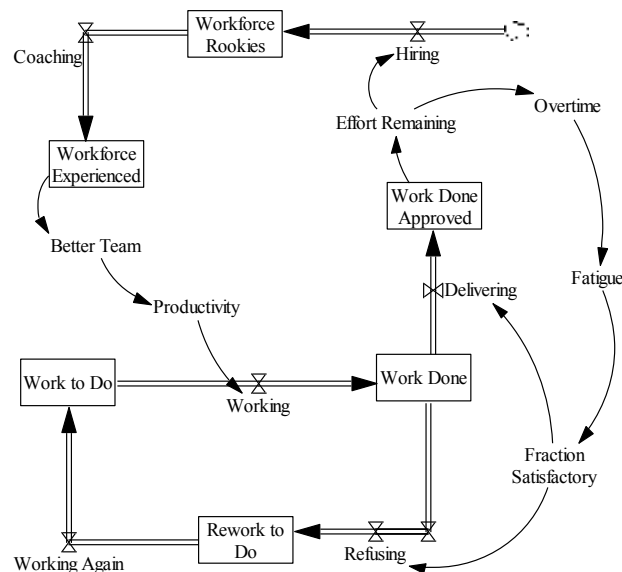 Workforce
Rookies
Coaching
Hiring
Overtime
Effort Remaining
Workforce
Experienced
Work Done
Approved
Better Team
Fatigue
Productivity
Delivering
Work to Do
Work Done
Working
Fraction
Satisfactory
Rework to
Do
Refusing
Working Again